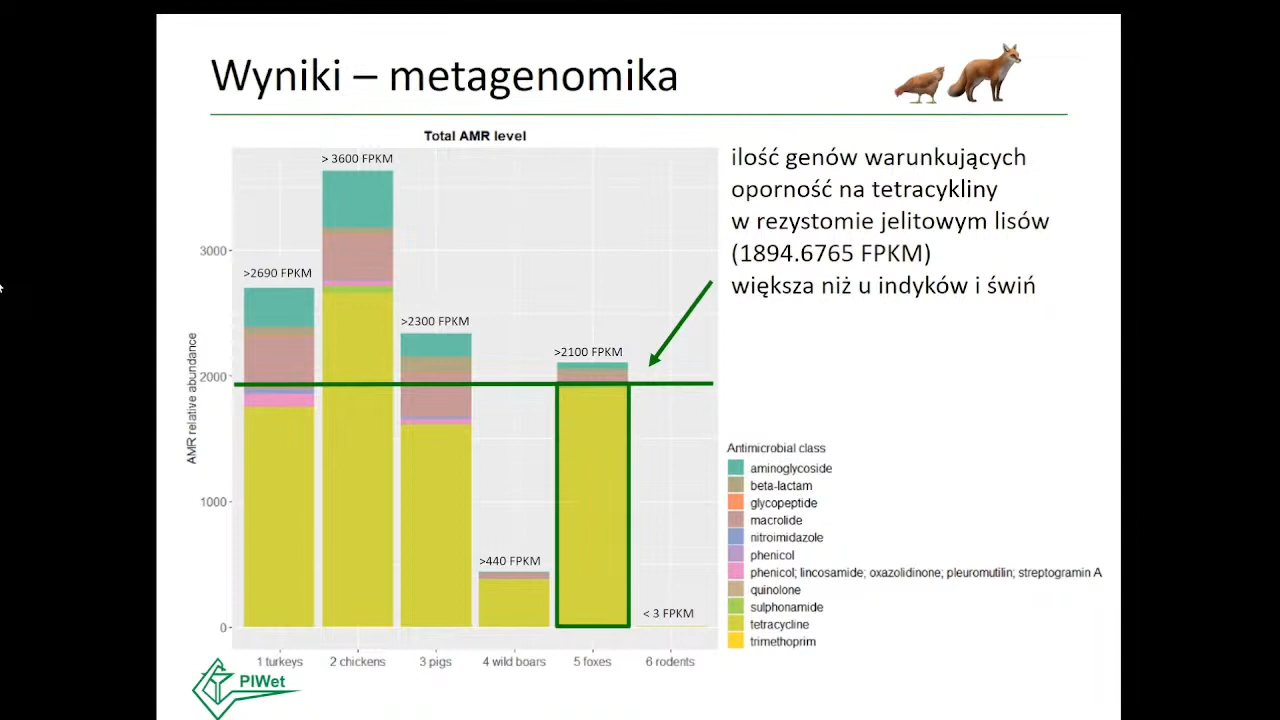 Wyniki – metagenomika
Total AMR level
ilość genów warunkujących
oporność na tetracykliny
w rezystomie jelitowym lisów
(1894.6765 FPKM)
większa niż u indyków i świń
> 3600 FPKM
>2690 FPKM
>2300 FPKM
>2100 FPKM
>440 FPKM
< 3 FPKM
AMR relative abundance
3000
2000
1000
0
1 turkeys
2 chickens
3 pigs
4 wild boars
5 foxes
6 rodents
Antimicrobial class
aminoglycoside
beta-lactam
glycopeptide
macrolide
nitroimidazole
phenicol
phenicol; lincosamide; oxazolidinone; pleuromutilin; streptogramin A
quinolone
sulphonamide
tetracycline
trimethoprim
PIWet